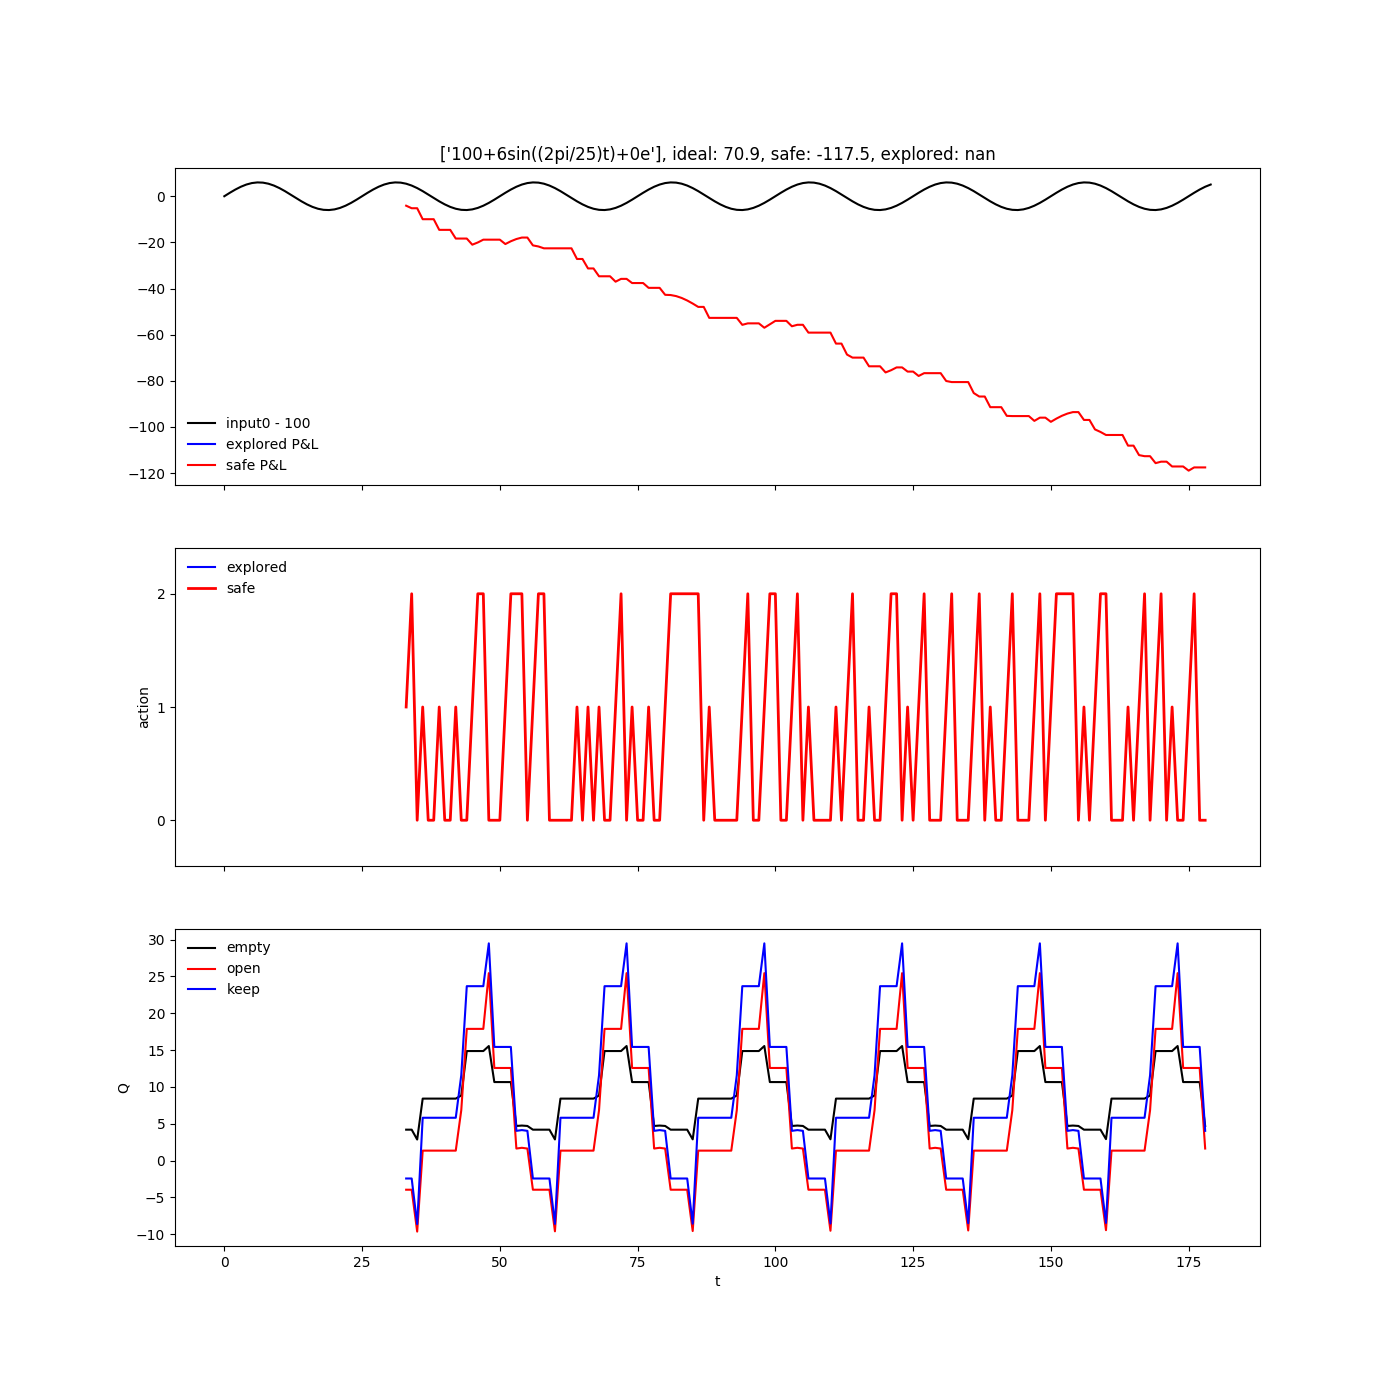 ['100+6sin((2pi/25)t)+0e'], ideal: 70.9, safe: -117.5, explored: nan
0
−20
−40
−60
−80
−100
−120
input0 - 100
explored P&L
safe P&L
action
2
1
0
explored
safe
Q
30
25
20
15
10
5
0
−5
−10
empty
open
keep
0
25
50
75
100
125
150
175
t